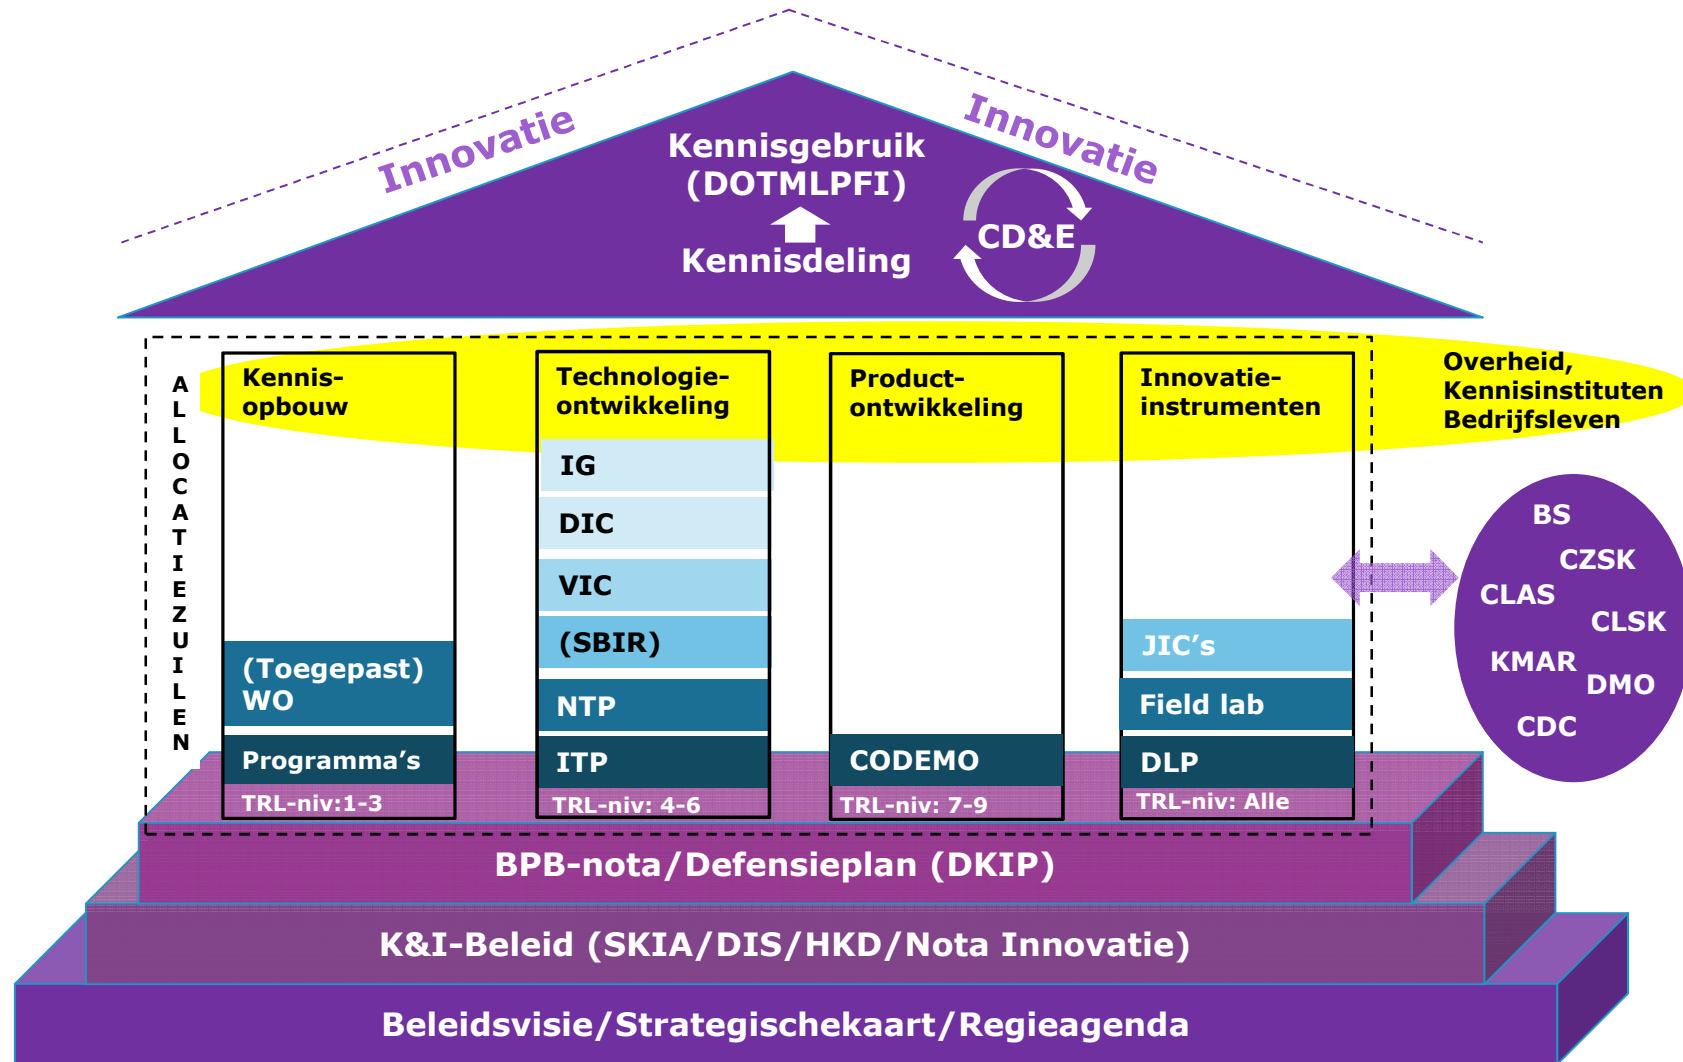 Innovatie
Innovatie
Kennisgebruik
(DOTMLPFI)
CD&E
Kennisdeling
ALLOCATIEZUILEN
Kennis-
opbouw
(Toegepast)
WO
Programma's
TRL-niv:1-3
Technologie-
ontwikkeling
IG
DIC
VIC
(SBIR)
NTP
ITP
TRL-niv: 4-6
Product-
ontwikkeling
CODEMO
TRL-niv: 7-9
Innovatie-
instrumenten
JIC's
Field lab
DLP
TRL-niv: Alle
Overheid,
Kennisinstituten
Bedrijfsleven
BS
CZSK
CLAS
CLSK
KMAR
DMO
CDC
BPB-nota/Defensieplan (DKIP)
K&I-Beleid (SKIA/DIS/HKD/Nota Innovatie)
Beleidsvisie/Strategischekaart/Regieagenda